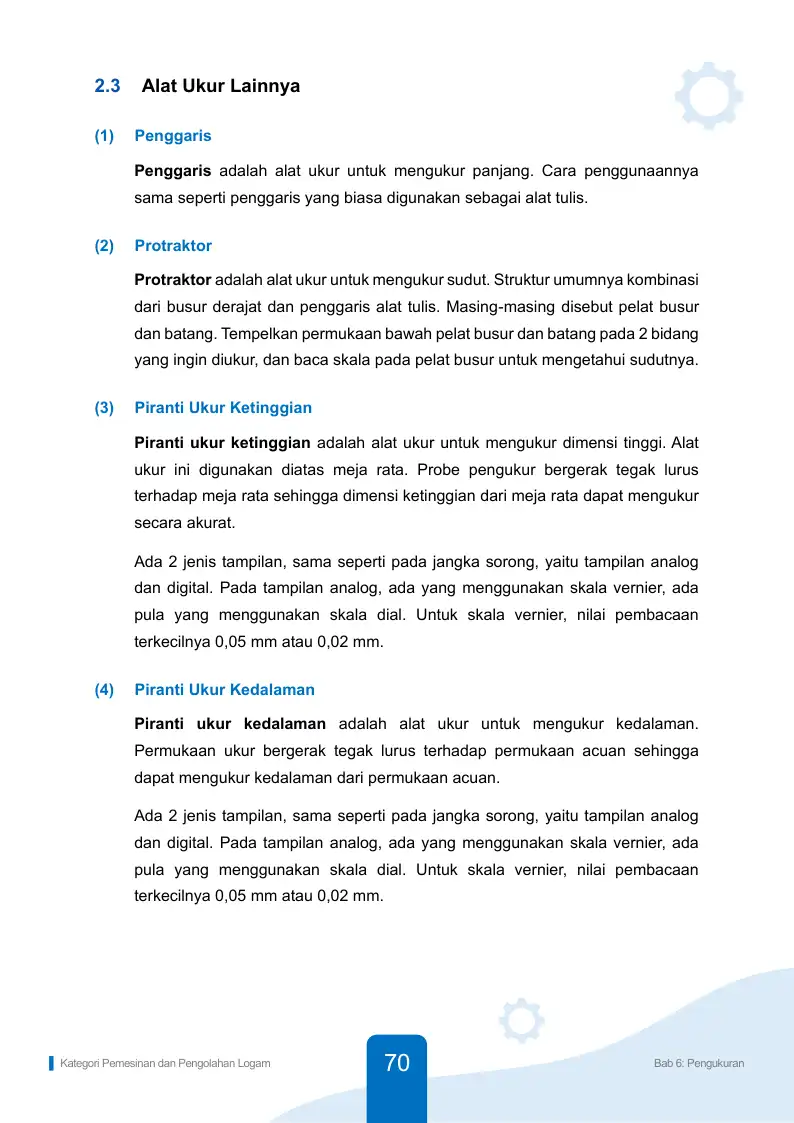 2.3 Alat Ukur Lainnya
(1) Penggaris
Penggaris adalah alat ukur untuk mengukur panjang. Cara penggunaannya
sama seperti penggaris yang biasa digunakan sebagai alat tulis.
(2) Protraktor
Protraktor adalah alat ukur untuk mengukur sudut. Struktur umumnya kombinasi
dari busur derajat dan penggaris alat tulis. Masing-masing disebut pelat busur
dan batang. Tempelkan permukaan bawah pelat busur dan batang pada 2 bidang
yang ingin diukur, dan baca skala pada pelat busur untuk mengetahui sudutnya.
(3) Piranti Ukur Ketinggian
Piranti ukur ketinggian adalah alat ukur untuk mengukur dimensi tinggi. Alat
ukur ini digunakan diatas meja rata. Probe pengukur bergerak tegak lurus
terhadap meja rata sehingga dimensi ketinggian dari meja rata dapat mengukur
secara akurat.
Ada 2 jenis tampilan, sama seperti pada jangka sorong, yaitu tampilan analog
dan digital. Pada tampilan analog, ada yang menggunakan skala vernier, ada
pula yang menggunakan skala dial. Untuk skala vernier, nilai pembacaan
terkecilnya 0,05 mm atau 0,02 mm.
(4) Piranti Ukur Kedalaman
Piranti ukur kedalaman adalah alat ukur untuk mengukur kedalaman.
Permukaan ukur bergerak tegak lurus terhadap permukaan acuan sehingga
dapat mengukur kedalaman dari permukaan acuan.
Ada 2 jenis tampilan, sama seperti pada jangka sorong, yaitu tampilan analog
dan digital. Pada tampilan analog, ada yang menggunakan skala vernier, ada
pula yang menggunakan skala dial. Untuk skala vernier, nilai pembacaan
terkecilnya 0,05 mm atau 0,02 mm.
Kategori Pemesinan dan Pengolahan Logam
70
Bab 6: Pengukuran